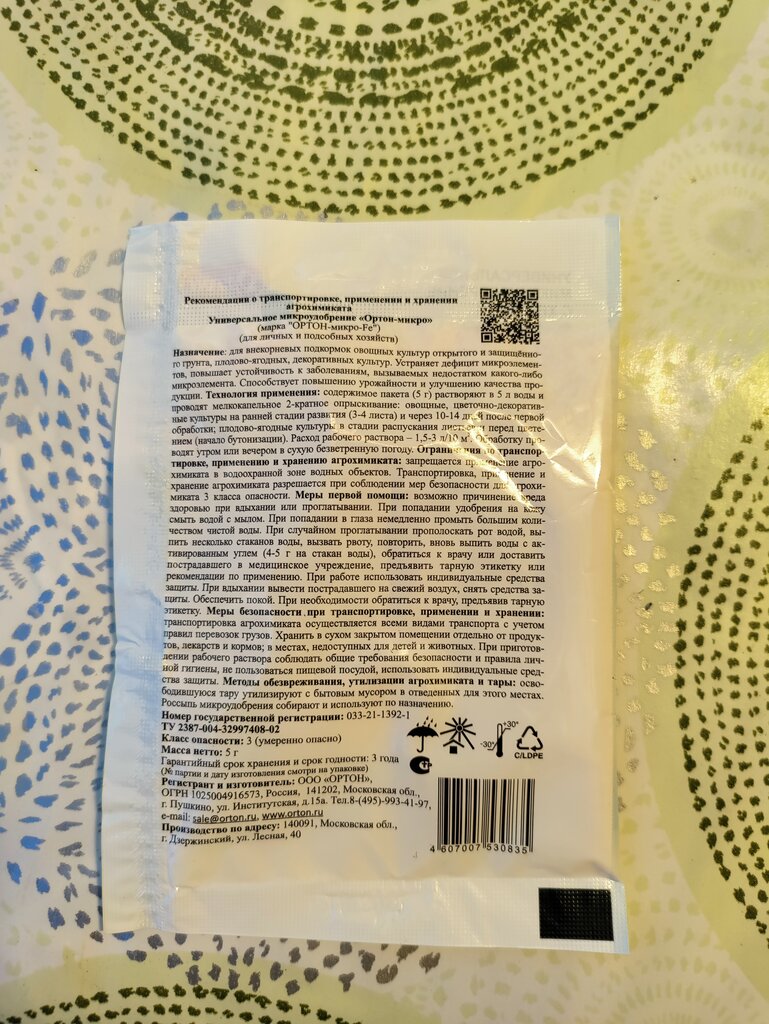 Рекомендации о транспортировке, применении и хранении
агрохимиката
Универсальное микроудобрение «Ортон-микро»
(марка "ОРТОН-микро-Fe")
(для личных и подсобных хозяйств)
Назначение: для внекорневых подкормок овощных культур открытого и защищённо-
го грунта, плодово-ягодных, декоративных культур. Устраняет дефицит микроэлемен-
тов, повышает устойчивость к заболеваниям, вызываемых недостатком какого-либо
микроэлемента. Способствует повышению урожайности и улучшению качества про-
дукции. Технология применения: содержимое пакета (5 г) растворяют в 5 л воды и
проводят мелкокапельное 2-кратное опрыскивание: овощные, цветочно-декоратив-
ные культуры на ранней стадии развития (3-4 листа) и через 10-14 дней после первой
обработки; плодово-ягодные культуры, в стадии распускания листьев перед цвете-
нием (начало бутонизации). Расход рабочего раствора – 1,5-3 л/10 м². Обработку про-
водят утром или вечером в сухую безветренную погоду. Ограничения по транспор-
тировке, применению и хранению агрохимиката: запрещается применение агро-
химиката в водоохранной зоне водных объектов. Транспортировка, применение и
хранение агрохимиката разрешается при соблюдении мер безопасности для агрохи-
миката 3 класса опасности. Меры первой помощи: возможно причинение вреда
здоровью при вдыхании или проглатывании. При попадании удобрения на кожу
смыть водой с мылом. При попадании в глаза немедленно промыть большим коли-
чеством чистой воды. При случайном проглатывании прополоскать рот водой, вы-
пить несколько стаканов воды, вызвать рвоту, повторить, вновь выпить воды с ак-
тивированным углем (4-5 г на стакан воды), обратиться к врачу или доставить
пострадавшего в медицинское учреждение, предъявить тарную этикетку или
рекомендации по применению. При работе использовать индивидуальные средства
защиты. При вдыхании вывести пострадавшего на свежий воздух, снять средства за-
щиты. Обеспечить покой. При необходимости обратиться к врачу, предъявив тарную
этикетку. Меры безопасности при транспортировке, применении и хранении:
транспортировка агрохимиката осуществляется всеми видами транспорта с учетом
правил перевозок грузов. Хранить в сухом закрытом помещении отдельно от продук-
тов, лекарств и кормов; в местах, недоступных для детей и животных. При приготов-
лении рабочего раствора соблюдать общие требования безопасности и правила лич-
ной гигиены, не пользоваться пищевой посудой, использовать индивидуальные сред-
ства защиты. Методы обезвреживания, утилизации агрохимиката и тары: осво-
бодившуюся тару утилизируют с бытовым мусором в отведенных для этого местах.
Россыпь микроудобрения собирают и используют по назначению.
Номер государственной регистрации: 033-21-1392-1
ТУ 2387-004-32997408-02
Класс опасности: 3 (умеренно опасно)
Масса нетто: 5 г
Гарантийный срок хранения и срок годности: 3 года
(№ партии и дату изготовления смотри на упаковке)
Регистрант и изготовитель: ООО «ОРТОН»,
ОГРН 1025004916573, Россия, 141202, Московская обл.,
г. Пушкино, ул. Институтская, д.15а. Тел.8-(495)-993-41-97,
e-mail: sale@orton.ru, www.orton.ru
Производство по адресу: 140091, Московская обл.,
г. Дзержинский, ул. Лесная, 40
+30°
-30°
C/LDPE
4 607007 530835